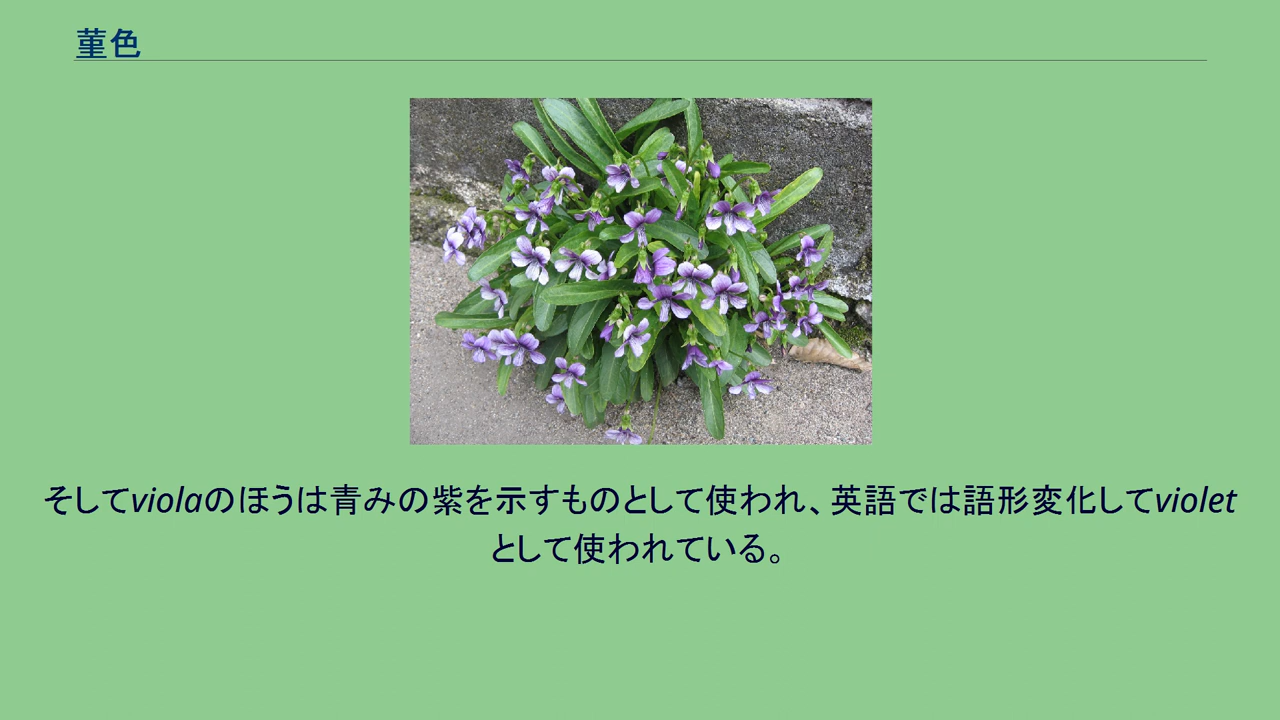 菫色
そしてviolaのほうは青みの紫を示すものとして使われ、英語では語形変化してviolet
として使われている。